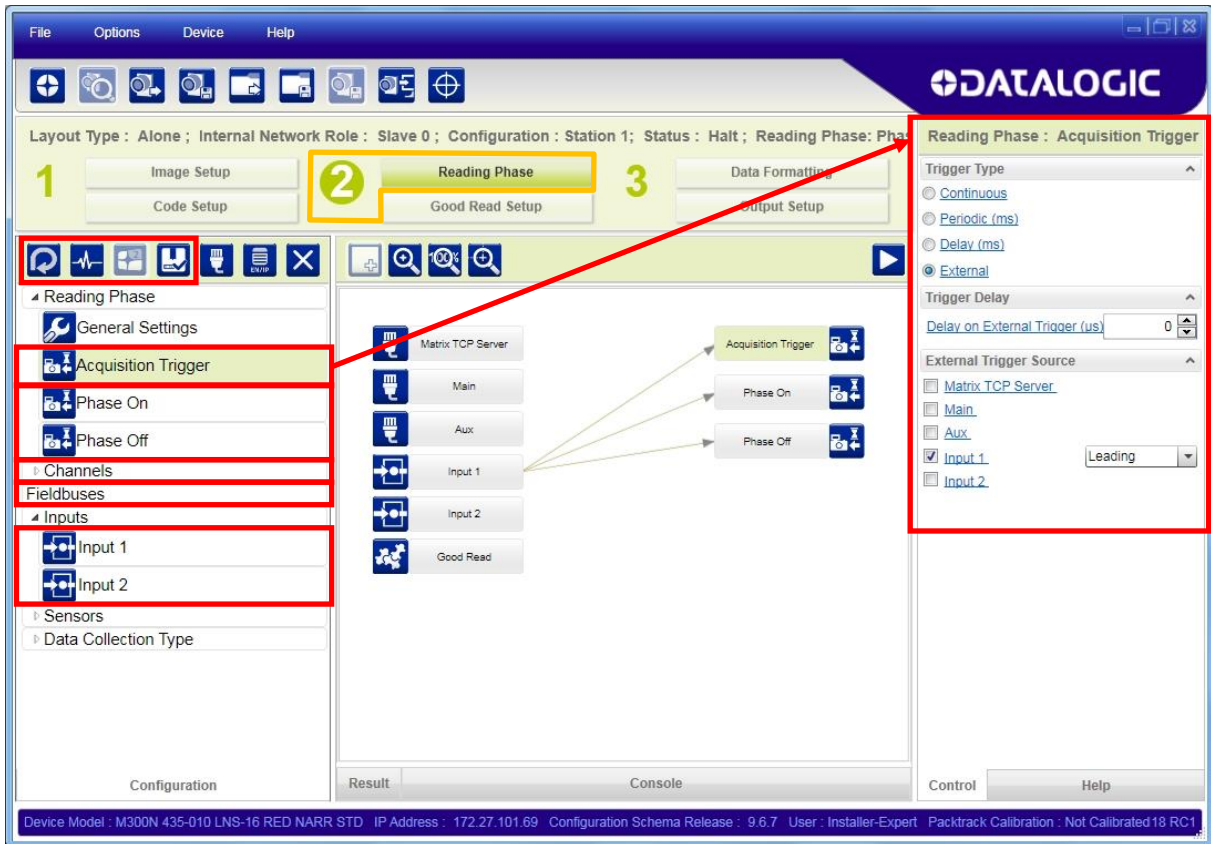 File Options Device Help
DATALOGIC
Layout Type : Alone ; Internal Network Role : Slave 0 ; Configuration : Station 1; Status : Halt ; Reading Phase: Phas
1
Image Setup
Code Setup
2
Reading Phase
Good Read Setup
3
Data Formatting
Output Setup
EN/IP
Reading Phase
General Settings
Acquisition Trigger
Phase On
Phase Off
Channels
Fieldbuses
Inputs
Input 1
Input 2
Sensors
Data Collection Type
Configuration
100%
Matrix TCP Server
Main
Aux
Input 1
Input 2
Good Read
Acquisition Trigger
Phase On
Phase Off
Result
Console
Reading Phase : Acquisition Trigger
Trigger Type
Continuous
Periodic (ms)
Delay (ms)
External
Trigger Delay
Delay on External Trigger (us) 0
External Trigger Source
Matrix TCP Server
Main
Aux
Input 1 Leading
Input 2
Control
Help
Device Model : M300N 435-010 LNS-16 RED NARR STD IP Address : 172.27.101.69 Configuration Schema Release : 9.6.7 User : Installer-Expert Packtrack Calibration : Not Calibrated 18 RC1